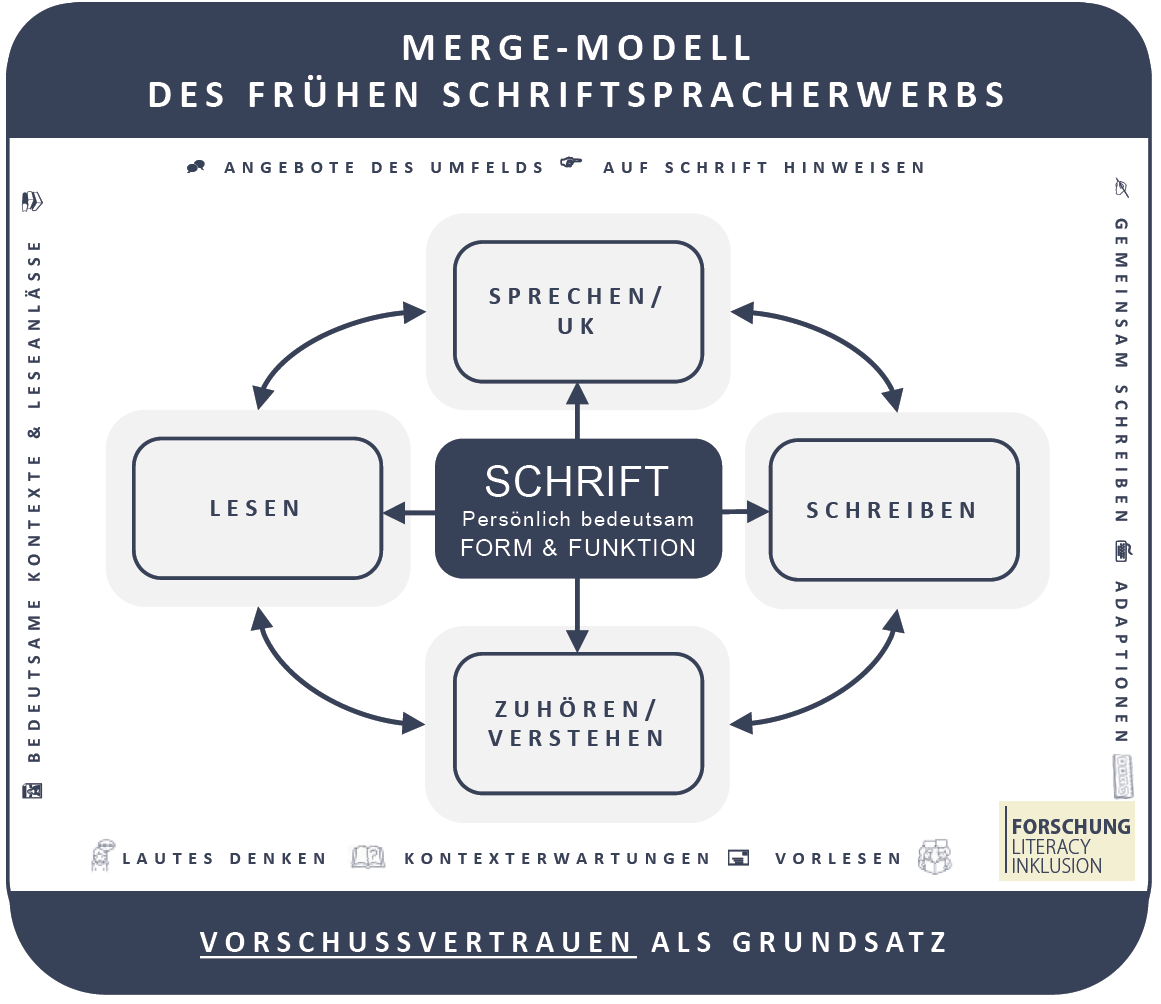 MERGE-MODELL
DES FRÜHEN SCHRIFTSPRACHERWERBS
ANGEBOTE DES UMFELDS AUF SCHRIFT HINWEISEN
BEDEUTSAME KONTEXTE & LESEANLÄSSE
GEMEINSAM SCHREIBEN ADAPTIONEN
SPRECHEN/
UK
LESEN
SCHRIFT
Persönlich bedeutsam
FORM & FUNKTION
SCHREIBEN
ZUHÖREN/
VERSTEHEN
LAUTES DENKEN KONTEXTERWARTUNGEN VORLESEN
FORSCHUNG
LITERACY
INKLUSION
VORSCHUSSVERTRAUEN ALS GRUNDSATZ